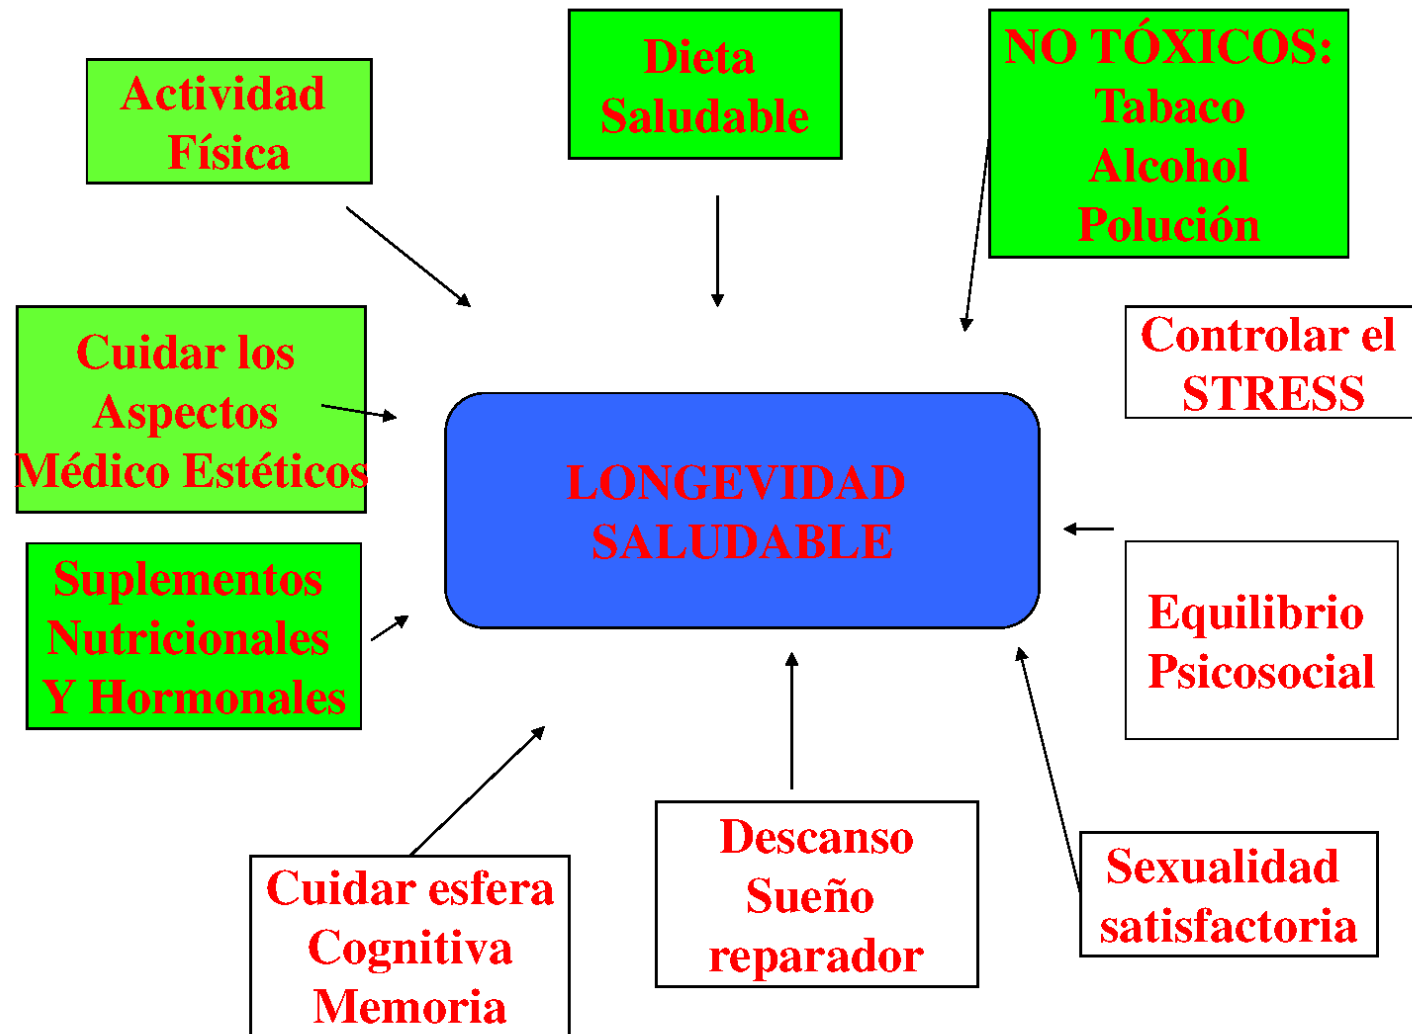 Actividad
Física
Dieta
Saludable
NO TÓXICOS:
Tabaco
Alcohol
Polución
Cuidar los
Aspectos
Médico Estéticos
Controlar el
STRESS
LONGEVIDAD
SALUDABLE
Suplementos
Nutricionales
Y Hormonales
Equilibrio
Psicosocial
Cuidar esfera
Cognitiva
Memoria
Descanso
Sueño
reparador
Sexualidad
satisfactoria